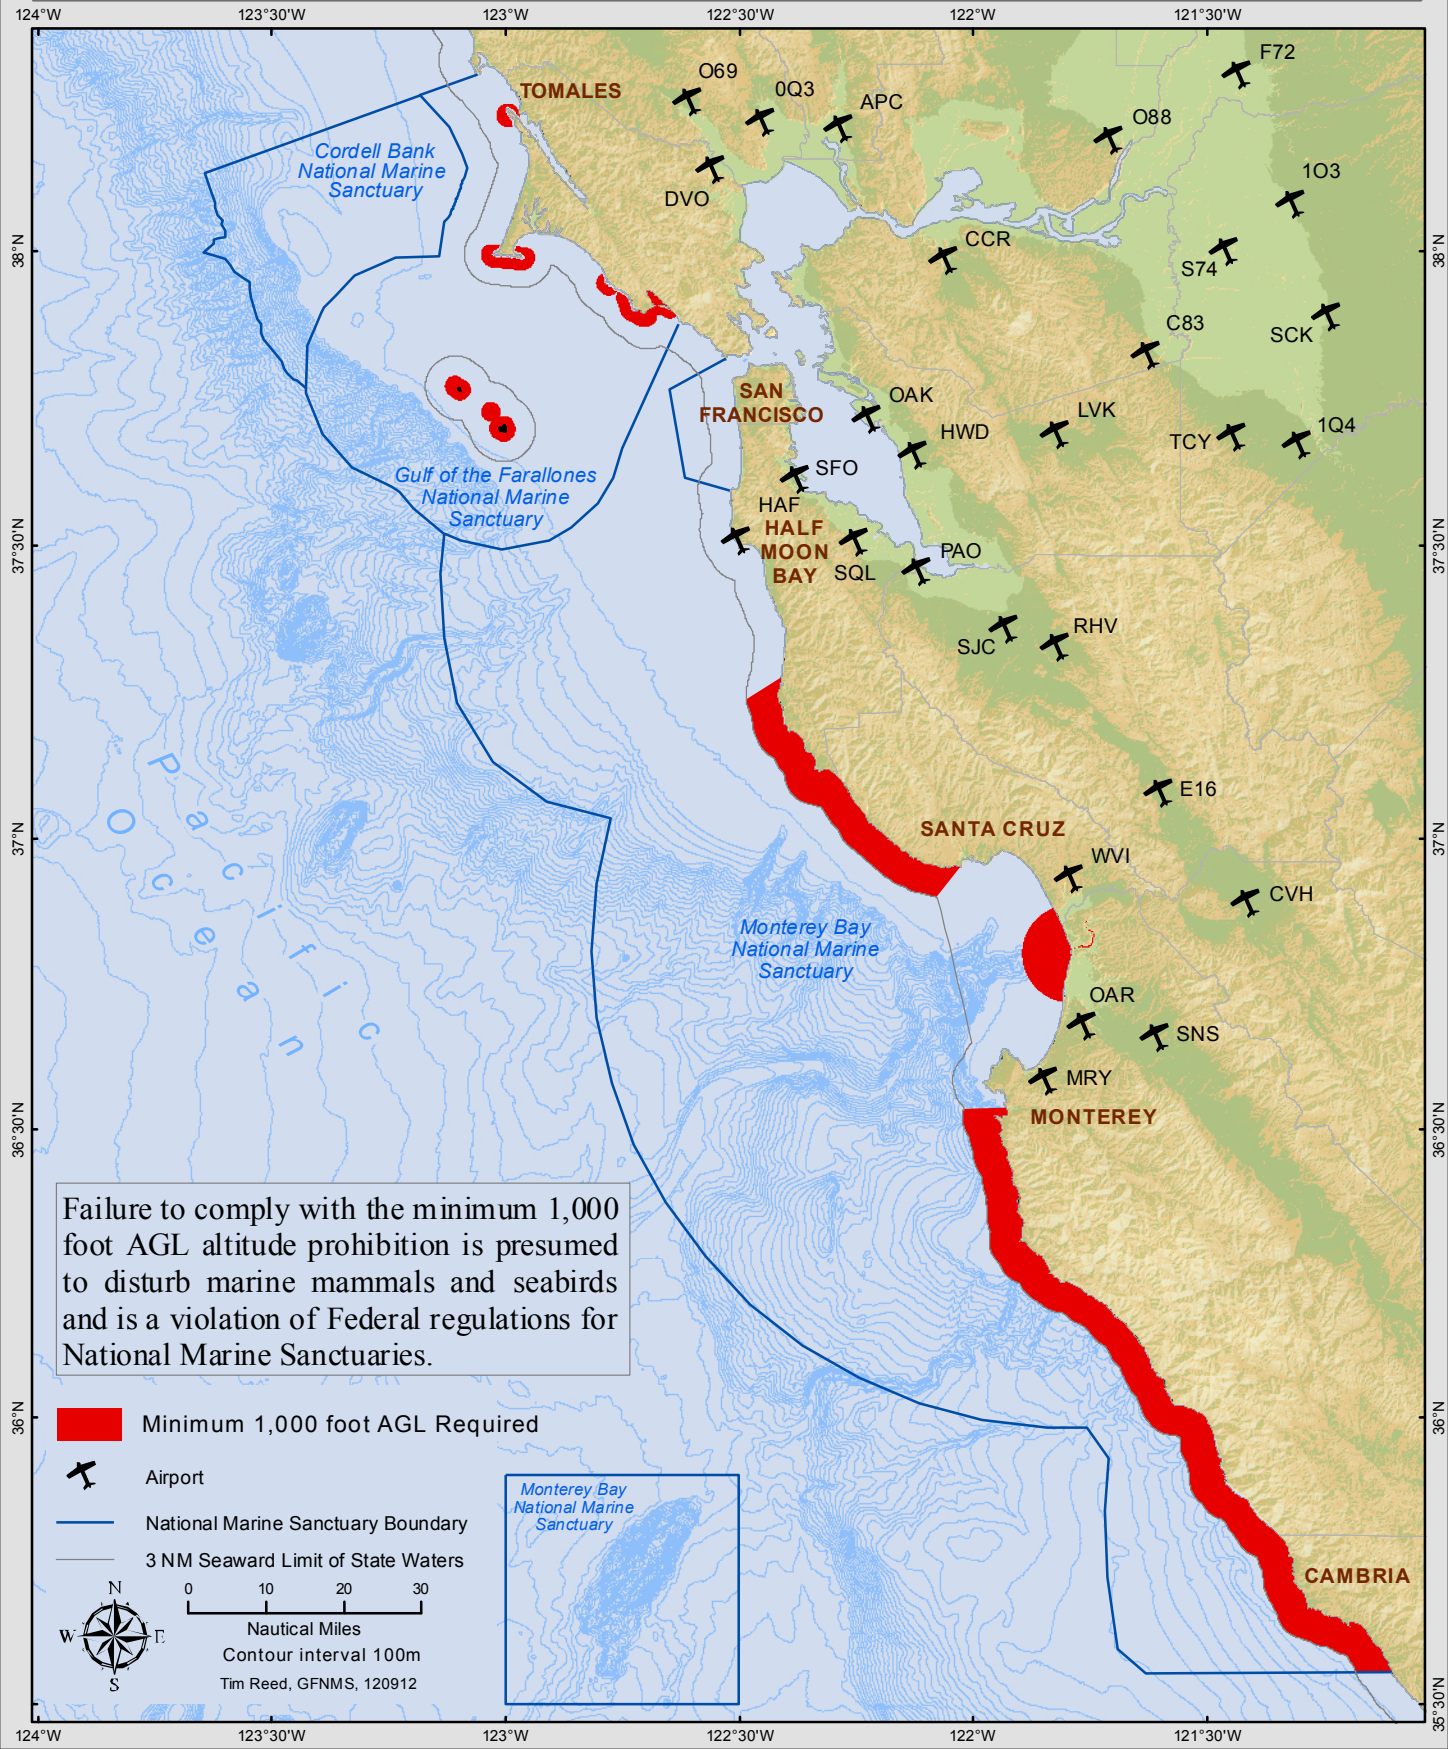 124°W 123°30'W 123°W 122°30'W 122°W 121°30'W
F72
O69
TOMALES
0Q3
APC
O88
Cordell Bank
National Marine
Sanctuary
1O3
DVO
38°N
38°N
CCR
S74
C83
SCK
SAN
FRANCISCO
OAK
LVK
HWD
TCY
1Q4
SFO
Gulf of the Farallones
National Marine
Sanctuary
HAF
HALF
MOON
BAY
37°30'N
37°30'N
PAO
SQL
RHV
SJC
Pacific
Ocean
E16
37°N
37°N
SANTA CRUZ
WVI
CVH
Monterey Bay
National Marine
Sanctuary
OAR
SNS
MRY
MONTEREY
36°30'N
36°30'N
Failure to comply with the minimum 1,000
foot AGL altitude prohibition is presumed
to disturb marine mammals and seabirds
and is a violation of Federal regulations for
National Marine Sanctuaries.
36°N
36°N
Minimum 1,000 foot AGL Required
Airport
National Marine Sanctuary Boundary
3 NM Seaward Limit of State Waters
Monterey Bay
National Marine
Sanctuary
CAMBRIA
N
W E
S
0 10 20 30
Nautical Miles
Contour interval 100m
Tim Reed, GFNMS, 120912
35°30'N
124°W 123°30'W 123°W 122°30'W 122°W 121°30'W